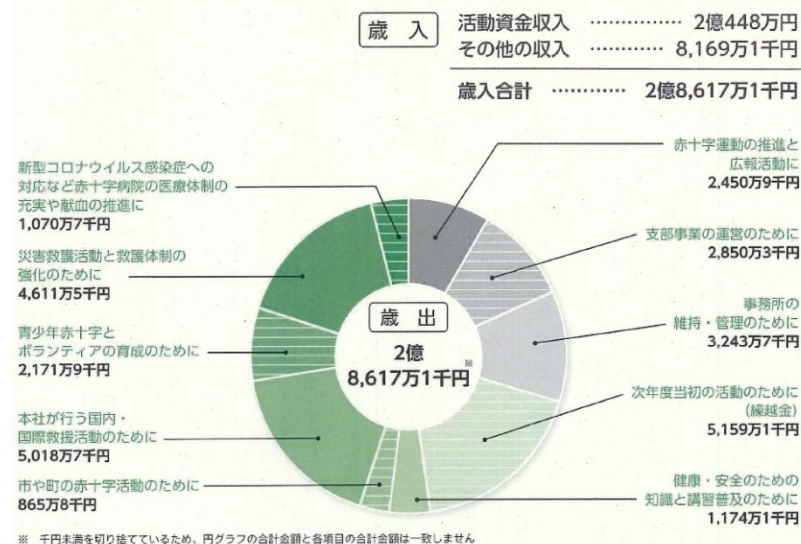 歳 入
活動資金収入 …………… 2億448万円
その他の収入 ………… 8,169万1千円
歳入合計 ………… 2億8,617万1千円
新型コロナウイルス感染症への
対応など赤十字病院の医療体制の
充実や献血の推進に
1,070万7千円
災害救護活動と救護体制の
強化のために
4,611万5千円
青少年赤十字と
ボランティアの育成のために
2,171万9千円
本社が行う国内・
国際救援活動のために
5,018万7千円
市や町の赤十字活動のために
865万8千円
歳 出
2億
8,617万1千円※
赤十字運動の推進と
広報活動に
2,450万9千円
支部事業の運営のために
2,850万3千円
事務所の
維持・管理のために
3,243万7千円
次年度当初の活動のために
(繰越金)
5,159万1千円
健康・安全のための
知識と講習普及のために
1,174万1千円
※ 千円未満を切り捨てているため、円グラフの合計金額と各項目の合計金額は一致しません